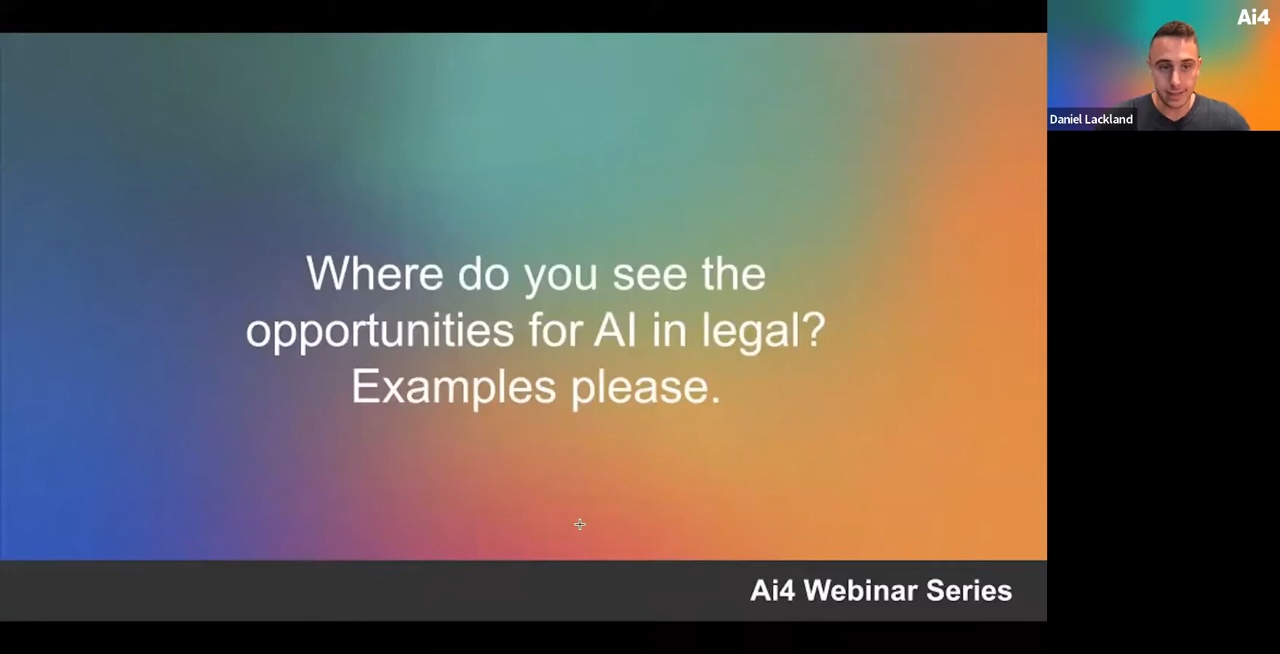 Where do you see the
opportunities for AI in legal?
Examples please.
Ai4 Webinar Series
Ai4
Daniel Lackland